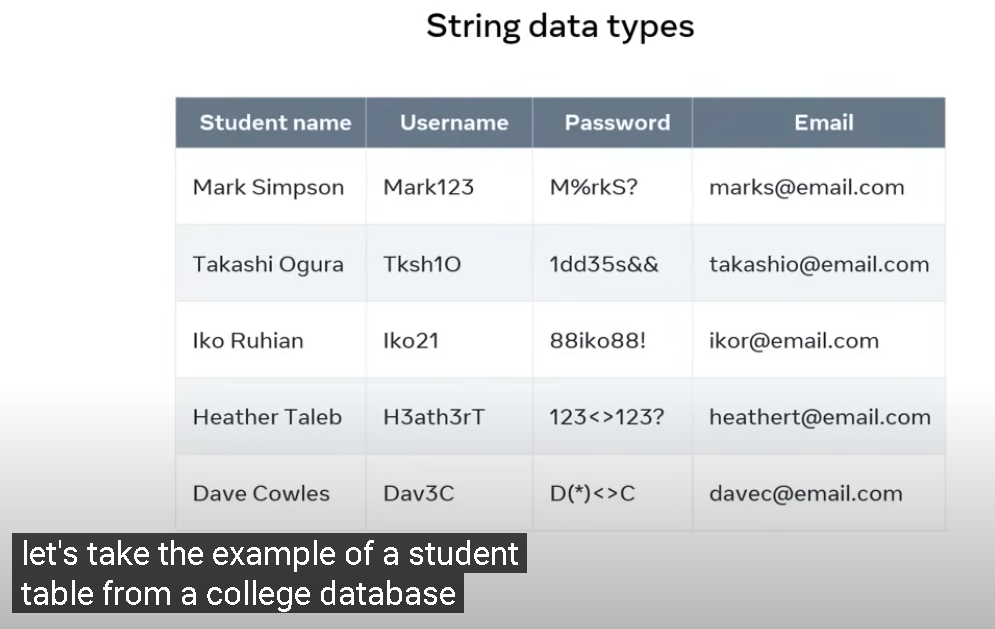 String data types
Student name Username Password Email
Mark Simpson Mark123 M%rkS? marks@email.com
Takashi Ogura Tksh1O 1dd35s&& takashio@email.com
Iko Ruhian Iko21 88iko88! ikor@email.com
Heather Taleb H3ath3rT 123<>123? heathert@email.com
Dave Cowles Dav3C D(*)<>C davec@email.com
let's take the example of a student
table from a college database